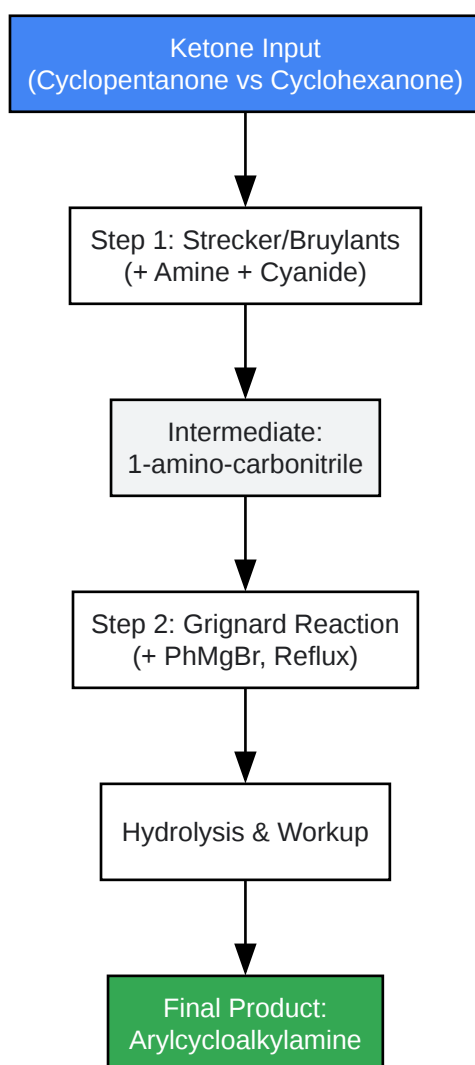 Ketone Input
(Cyclopentanone vs Cyclohexanone)
Step 1: Strecker/Bruylants
(+ Amine + Cyanide)
Intermediate:
1-amino-carbonitrile
Step 2: Grignard Reaction
(+ PhMgBr, Reflux)
Hydrolysis & Workup
Final Product:
Arylcycloalkylamine